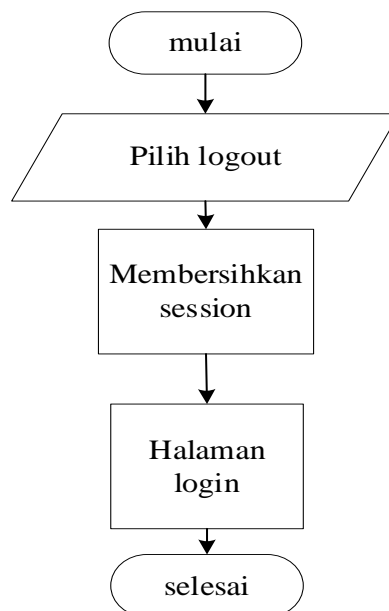 mulai
Pilih logout
Membersihkan
session
Halaman
login
selesai